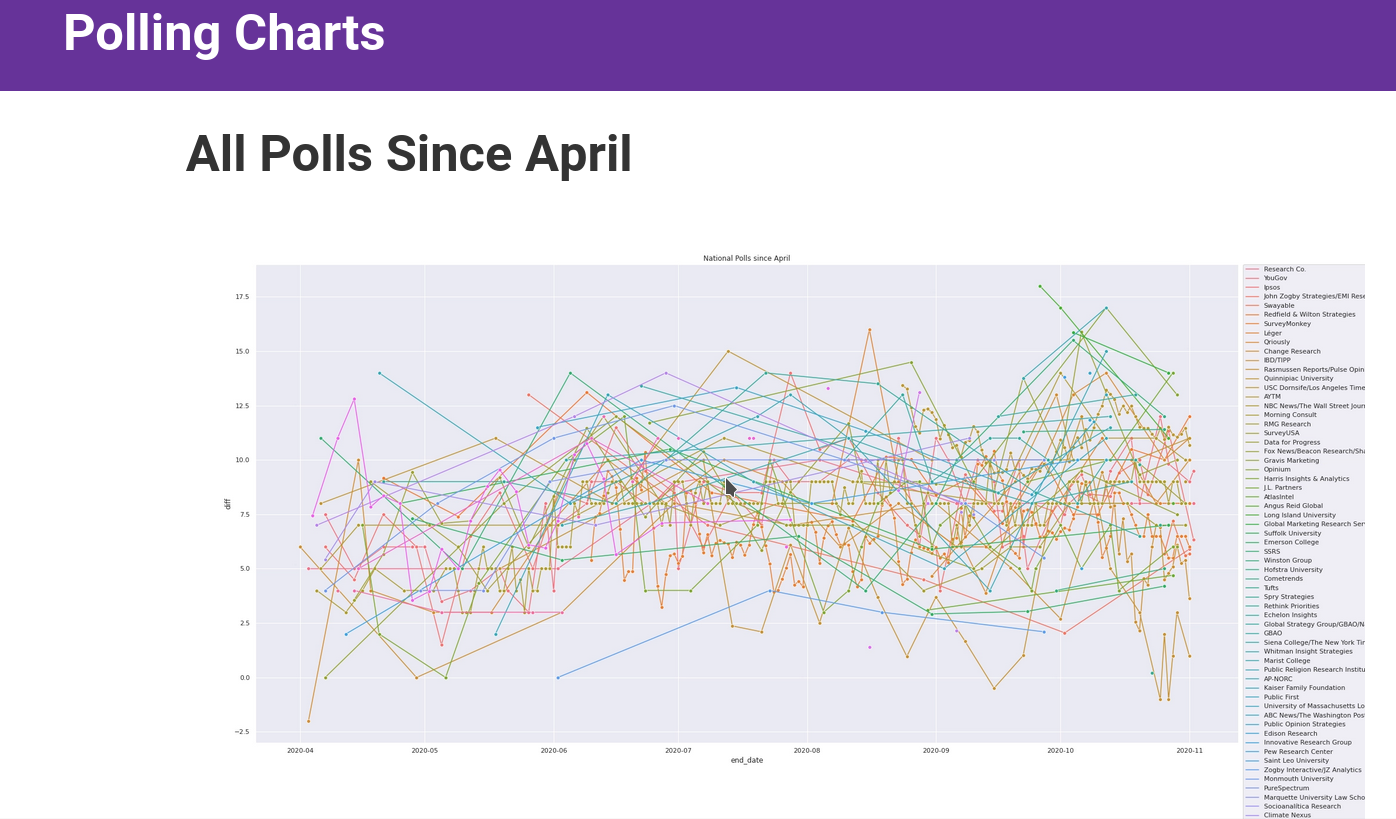 Polling Charts
All Polls Since April
National Polls since April
17.5
15.0
12.5
10.0
7.5
5.0
2.5
0.0
−2.5
diff
2020-04 2020-05 2020-06 2020-07 2020-08 2020-09 2020-10 2020-11
end_date
Research Co.
YouGov
Ipsos
John Zogby Strategies/EMI Rese
Swayable
Redfield & Wilton Strategies
SurveyMonkey
Léger
Qriously
Change Research
IBD/TIPP
Rasmussen Reports/Pulse Opin
Quinnipiac University
USC Dornsife/Los Angeles Time
AYTM
NBC News/The Wall Street Jour
Morning Consult
RMG Research
SurveyUSA
Data for Progress
Fox News/Beacon Research/Sha
Gravis Marketing
Opinium
Harris Insights & Analytics
J.L. Partners
AtlasIntel
Angus Reid Global
Long Island University
Global Marketing Research Ser
Suffolk University
Emerson College
SSRS
Winston Group
Hofstra University
Cometrends
Tufts
Spry Strategies
Rethink Priorities
Echelon Insights
Global Strategy Group/GBAO/N
GBAO
Siena College/The New York Tir
Whitman Insight Strategies
Marist College
Public Religion Research Institu
AP-NORC
Kaiser Family Foundation
Public First
University of Massachusetts Lo
ABC News/The Washington Post
Public Opinion Strategies
Edison Research
Innovative Research Group
Pew Research Center
Saint Leo University
Zogby Interactive/JZ Analytics
Monmouth University
PureSpectrum
Marquette University Law Scho
Socioanalítica Research
Climate Nexus